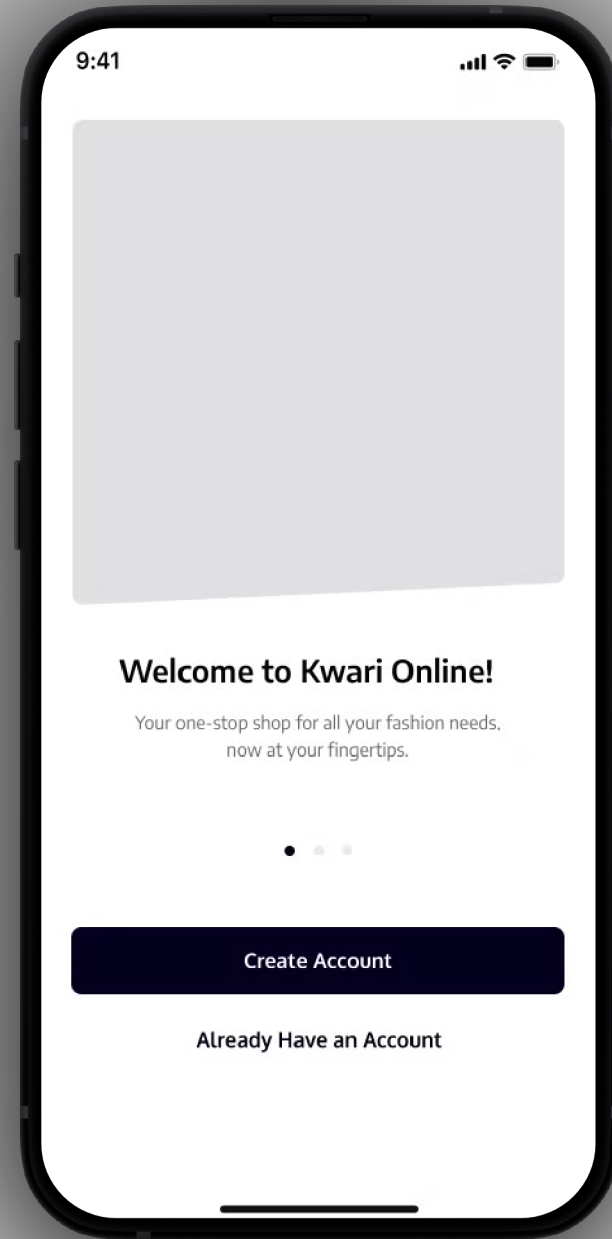 9:41
Welcome to Kwari Online!
Your one-stop shop for all your fashion needs,
now at your fingertips.
Create Account
Already Have an Account